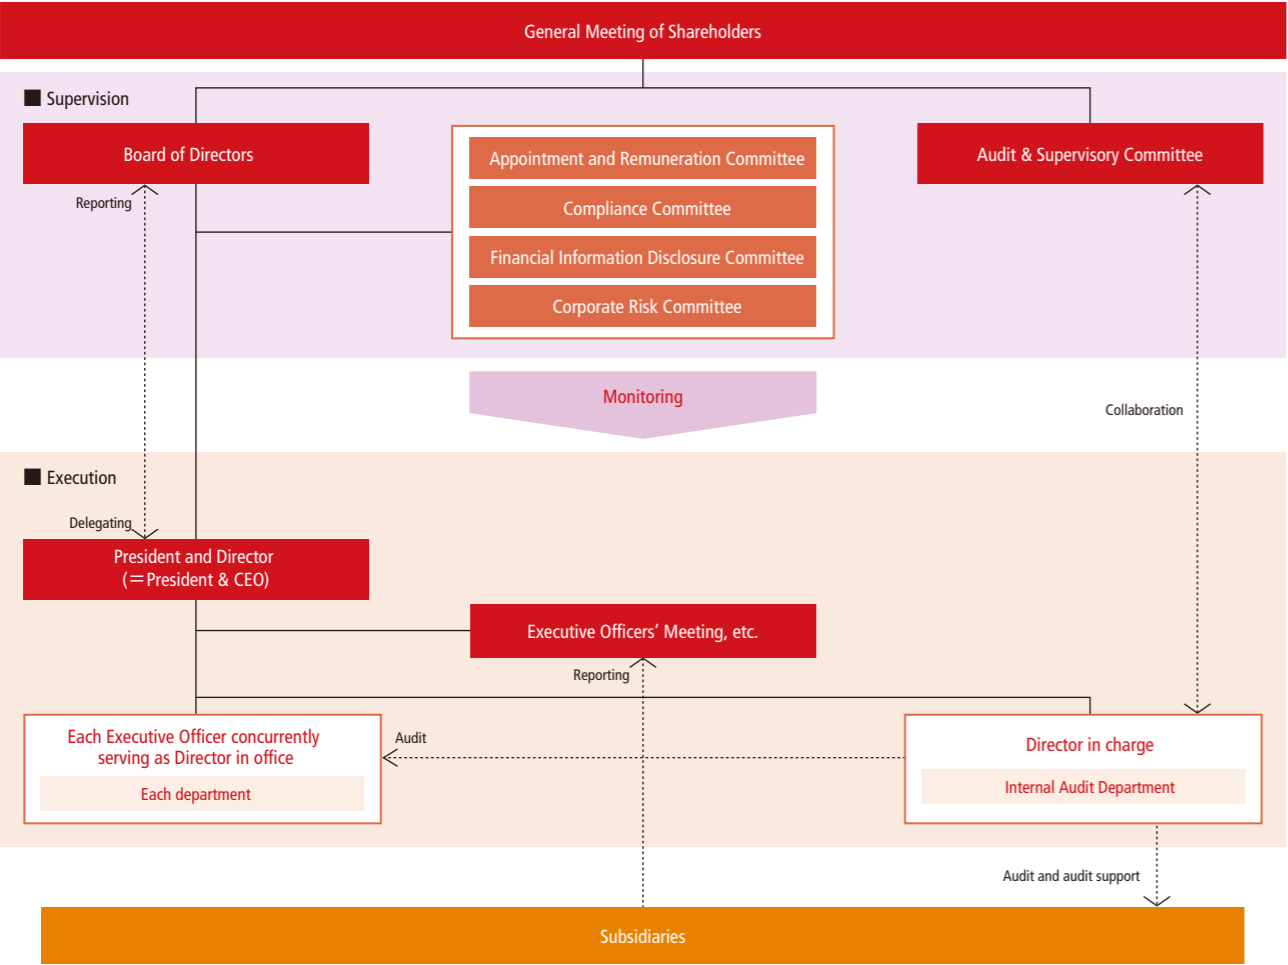 General Meeting of Shareholders
■ Supervision
Board of Directors
Appointment and Remuneration Committee
Compliance Committee
Financial Information Disclosure Committee
Corporate Risk Committee
Audit & Supervisory Committee
Reporting
Monitoring
Collaboration
■ Execution
Delegating
President and Director
(=President & CEO)
Executive Officers’ Meeting, etc.
Reporting
Each Executive Officer concurrently
serving as Director in office
Each department
Audit
Director in charge
Internal Audit Department
Audit and audit support
Subsidiaries